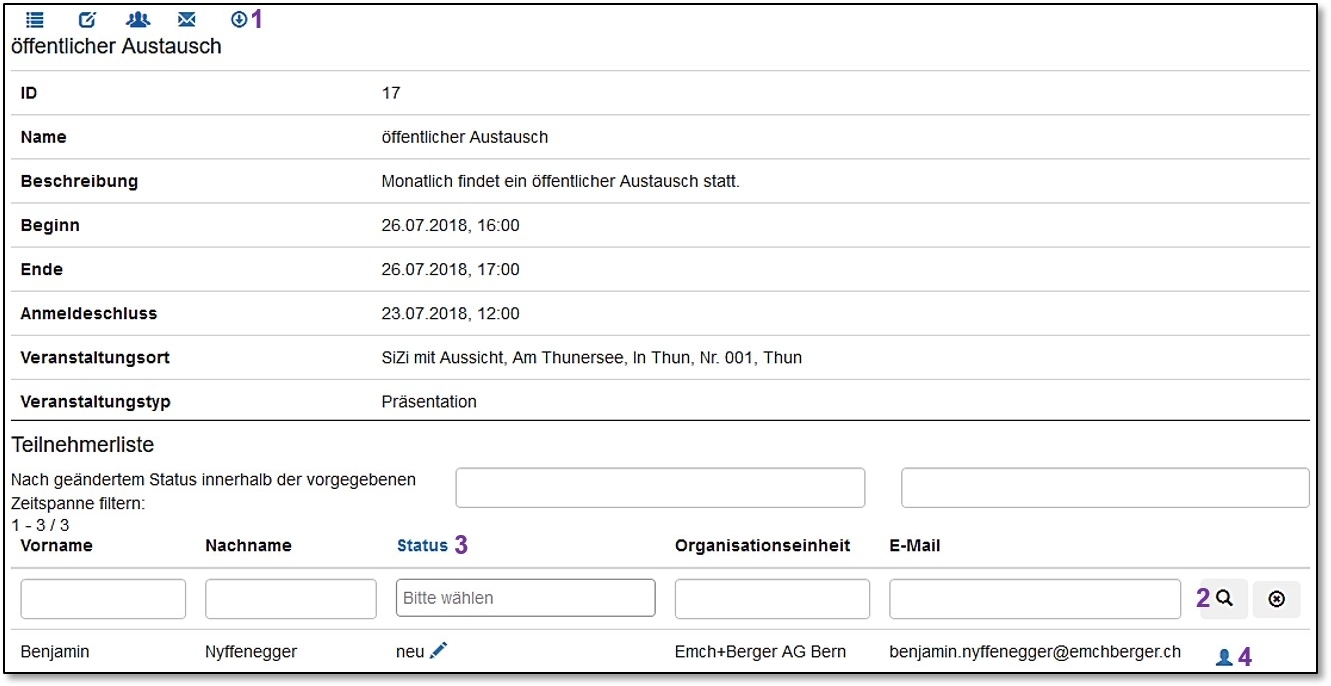 1
öffentlicher Austausch
ID 17
Name öffentlicher Austausch
Beschreibung Monatlich findet ein öffentlicher Austausch statt.
Beginn 26.07.2018, 16:00
Ende 26.07.2018, 17:00
Anmeldeschluss 23.07.2018, 12:00
Veranstaltungsort SiZi mit Aussicht, Am Thunersee, In Thun, Nr. 001, Thun
Veranstaltungstyp Präsentation
Teilnehmerliste
Nach geändertem Status innerhalb der vorgegebenen
Zeitspanne filtern:
1 - 3 / 3
Vorname Nachname Status 3 Organisationseinheit E-Mail
Bitte wählen 2
Benjamin Nyffenegger neu Emch+Berger AG Bern benjamin.nyffenegger@emchberger.ch 4